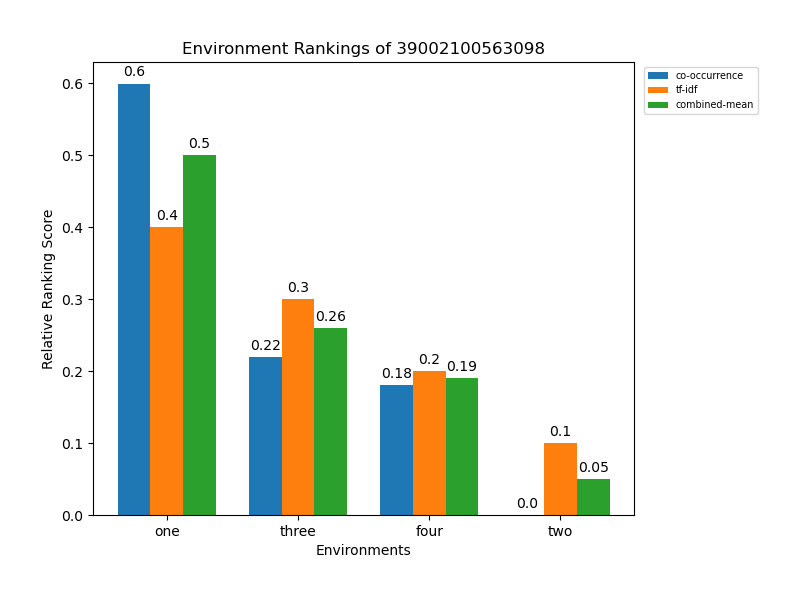 Environment Rankings of 39002100563098
co-occurrence
tf-idf
combined-mean
Relative Ranking Score
0.6
0.5
0.4
0.3
0.2
0.1
0.0
0.6
0.4
0.5
0.22
0.3
0.26
0.18
0.2
0.19
0.0
0.1
0.05
one
three
four
two
Environments